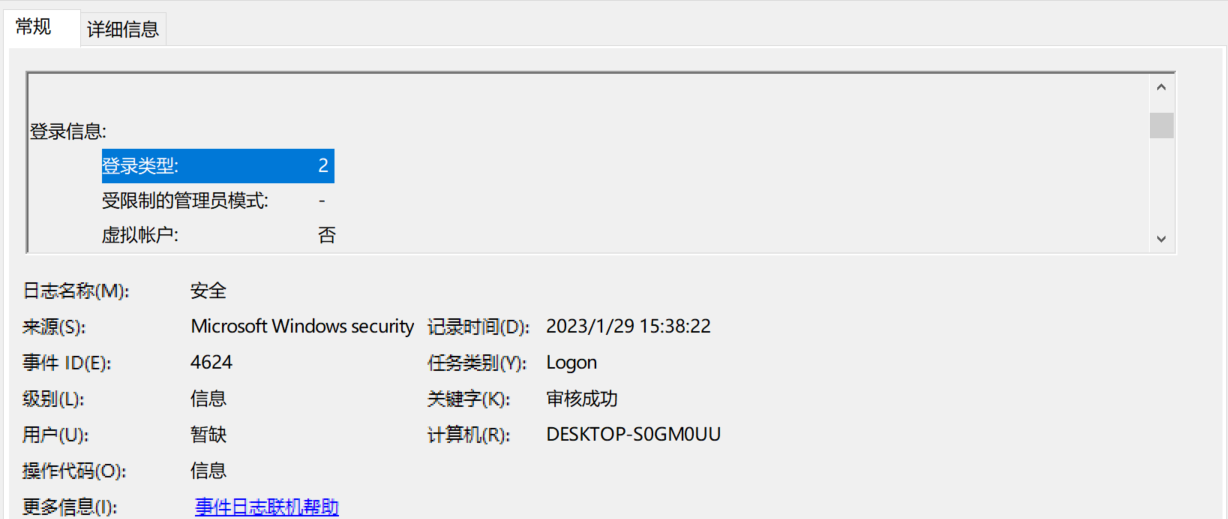 常规 详细信息
登录信息:
登录类型: 2
受限制的管理员模式: -
虚拟帐户: 否
日志名称(M): 安全
来源(S): Microsoft Windows security 记录时间(D): 2023/1/29 15:38:22
事件 ID(E): 4624 任务类别(Y): Logon
级别(L): 信息 关键字(K): 审核成功
用户(U): 暂缺 计算机(R): DESKTOP-S0GM0UU
操作代码(O): 信息
更多信息(I): 事件日志联机帮助